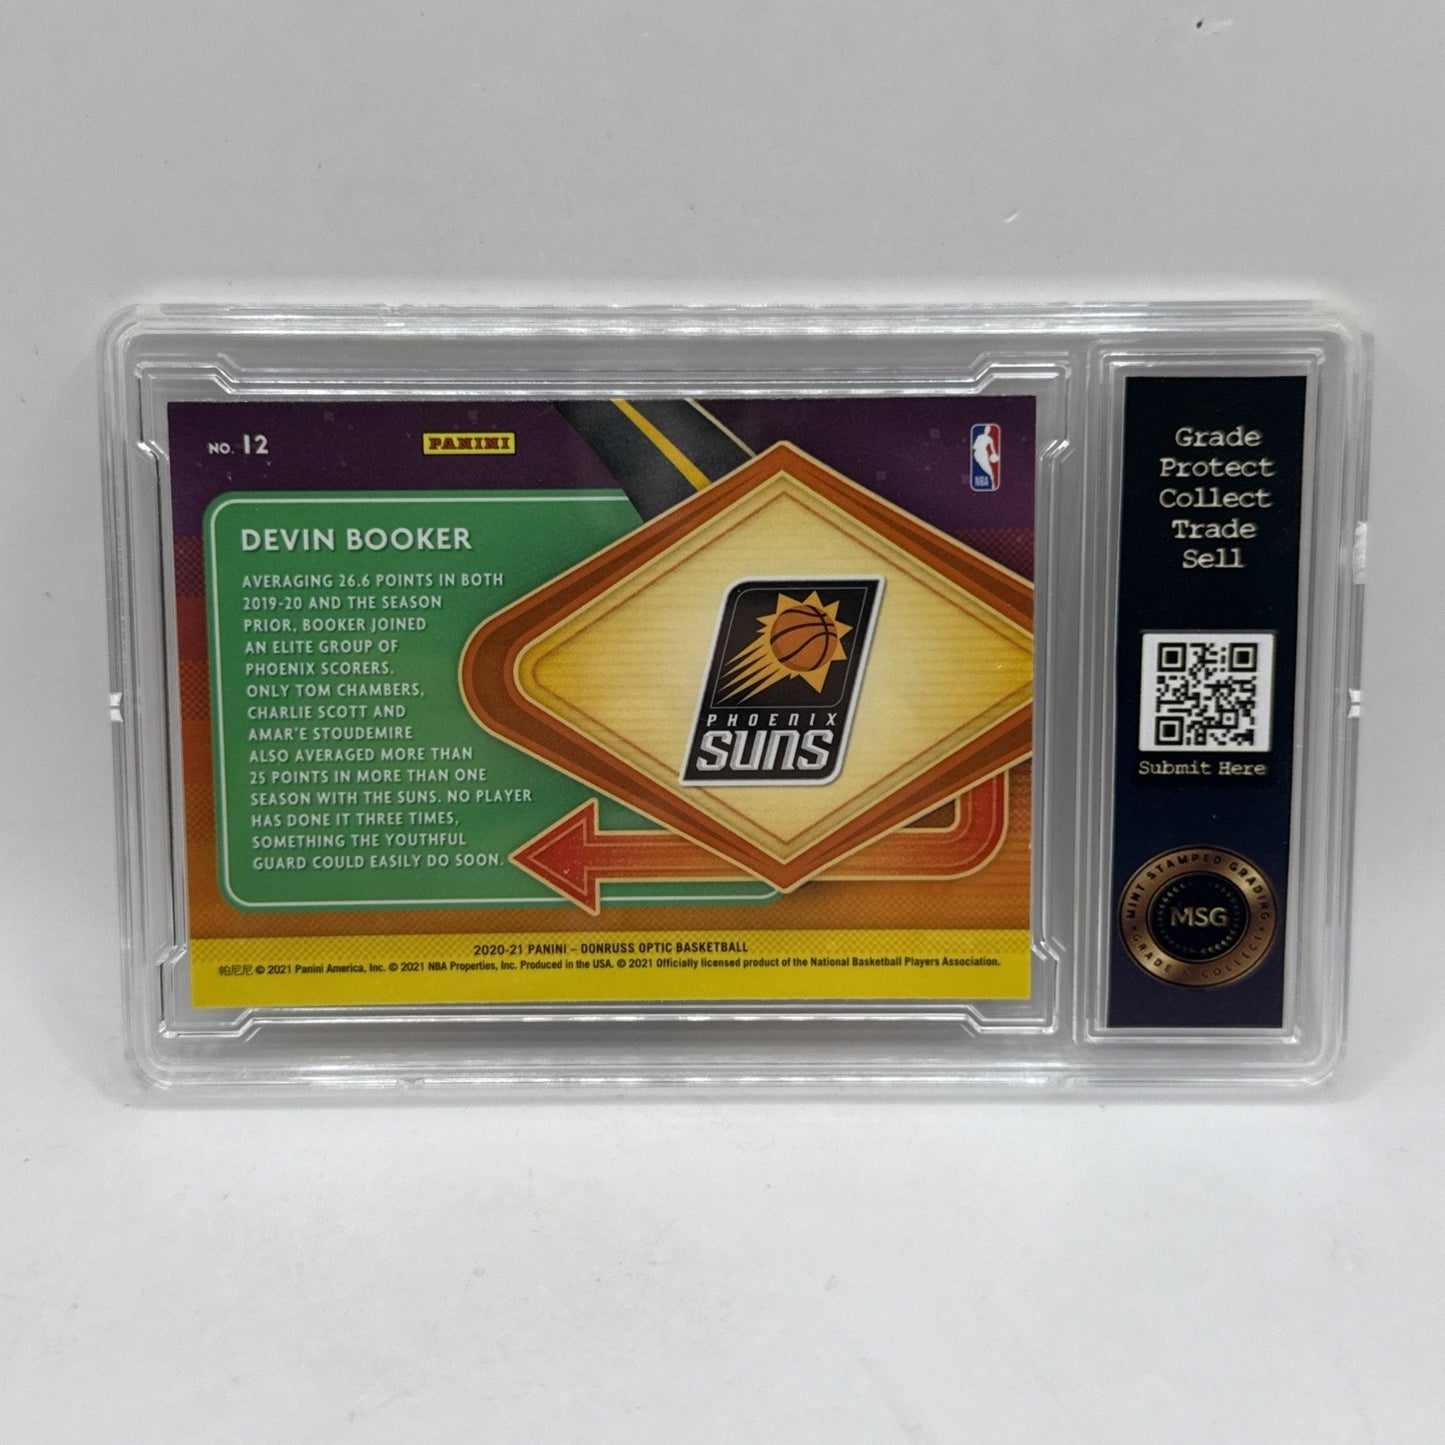 NO. 12
PANINI
NBA
DEVIN BOOKER
AVERAGING 26.6 POINTS IN BOTH
2019-20 AND THE SEASON
PRIOR, BOOKER JOINED
AN ELITE GROUP OF
PHOENIX SCORERS.
ONLY TOM CHAMBERS,
CHARLIE SCOTT AND
AMAR'E STOUDEMIRE
ALSO AVERAGED MORE THAN
25 POINTS IN MORE THAN ONE
SEASON WITH THE SUNS. NO PLAYER
HAS DONE IT THREE TIMES,
SOMETHING THE YOUTHFUL
GUARD COULD EASILY DO SOON.
PHOENIX
SUNS
2020-21 PANINI – DONRUSS OPTIC BASKETBALL
帕尼尼 © 2021 Panini America, Inc. © 2021 NBA Properties, Inc. Produced in the USA. © 2021 Officially licensed product of the National Basketball Players Association.
Grade
Protect
Collect
Trade
Sell
Submit Here
MINT STAMPED GRADING
MSG
GRADE & COLLECT